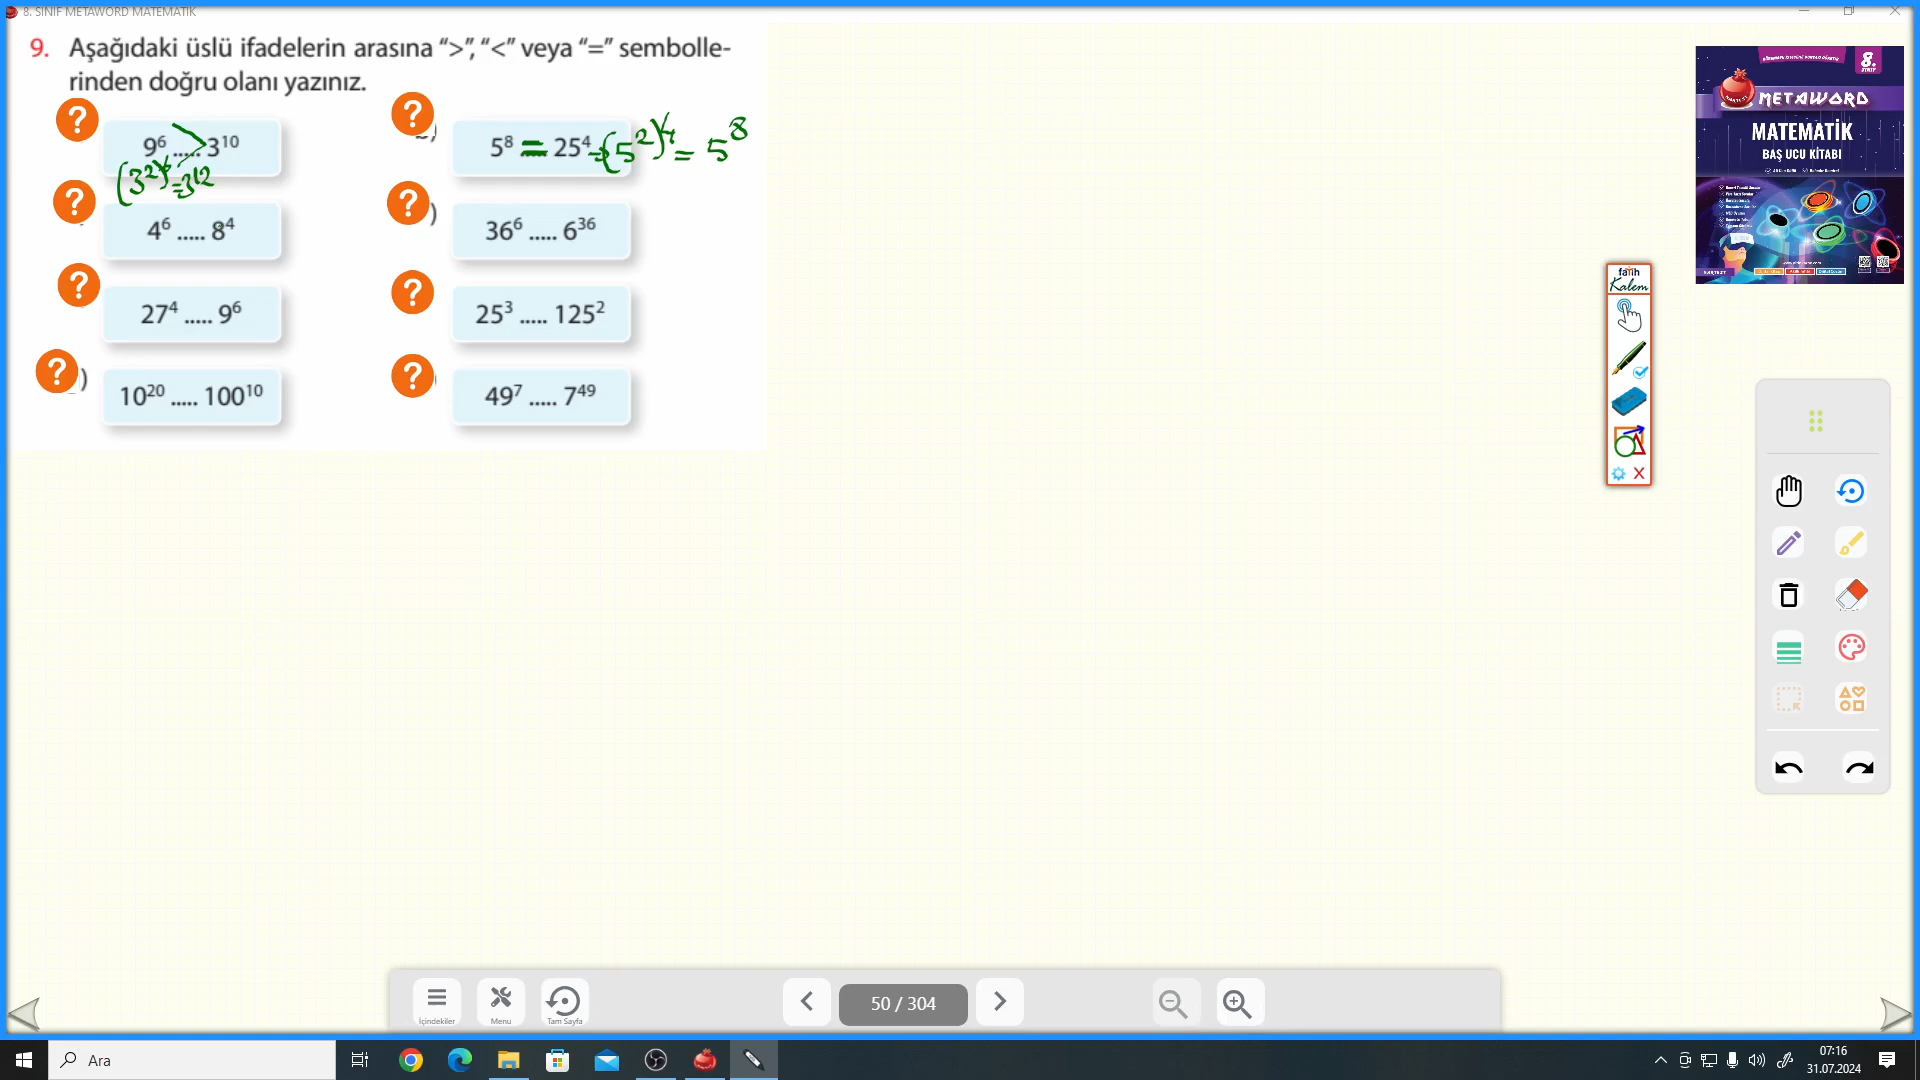 8. SINIF METAWORD MATEMATİK
9. Aşağıdaki üslü ifadelerin arasına “>”, “<” veya “=” sembolle-
rinden doğru olanı yazınız.
9⁶ ..... 3¹⁰ >
(3²)⁶ = 3¹²
5⁸ = 25⁴ = (5²)⁴ = 5⁸
4⁶ ..... 8⁴
36⁶ ..... 6³⁶
27⁴ ..... 9⁶
25³ ..... 125²
10²⁰ ..... 100¹⁰
49⁷ ..... 7⁴⁹
8.
SINIF
METAWORD
MATEMATİK
BAŞ UCU KİTABI
fatih
Kalem
İçindekiler
Menu
Tam Sayfa
50 / 304
Ara
07:16
31.07.2024